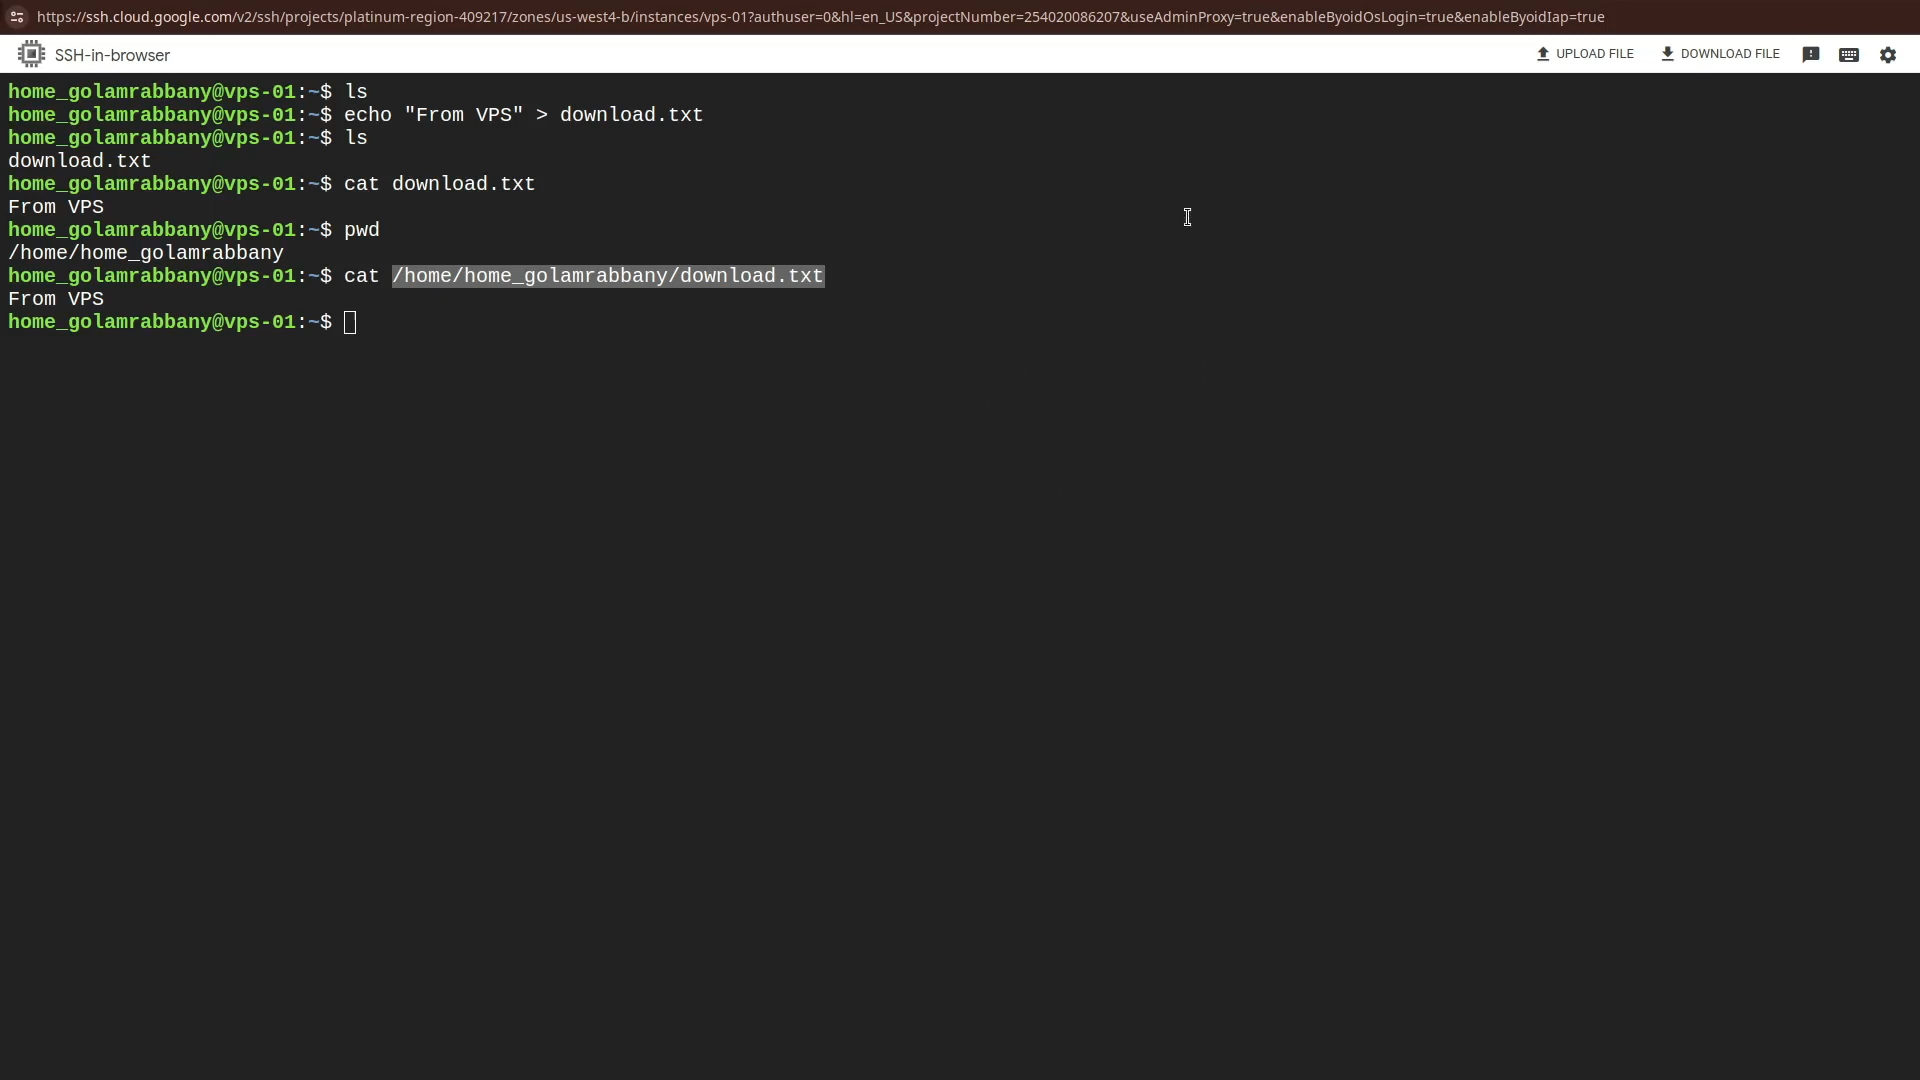 https://ssh.cloud.google.com/v2/ssh/projects/platinum-region-409217/zones/us-west4-b/instances/vps-01?authuser=0&hl=en_US&projectNumber=254020086207&useAdminProxy=true&enableByoidOsLogin=true&enableByoidIap=true
SSH-in-browser UPLOAD FILE DOWNLOAD FILE
home_golamrabbany@vps-01:~$ ls
home_golamrabbany@vps-01:~$ echo "From VPS" > download.txt
home_golamrabbany@vps-01:~$ ls
download.txt
home_golamrabbany@vps-01:~$ cat download.txt
From VPS
home_golamrabbany@vps-01:~$ pwd
/home/home_golamrabbany
home_golamrabbany@vps-01:~$ cat /home/home_golamrabbany/download.txt
From VPS
home_golamrabbany@vps-01:~$